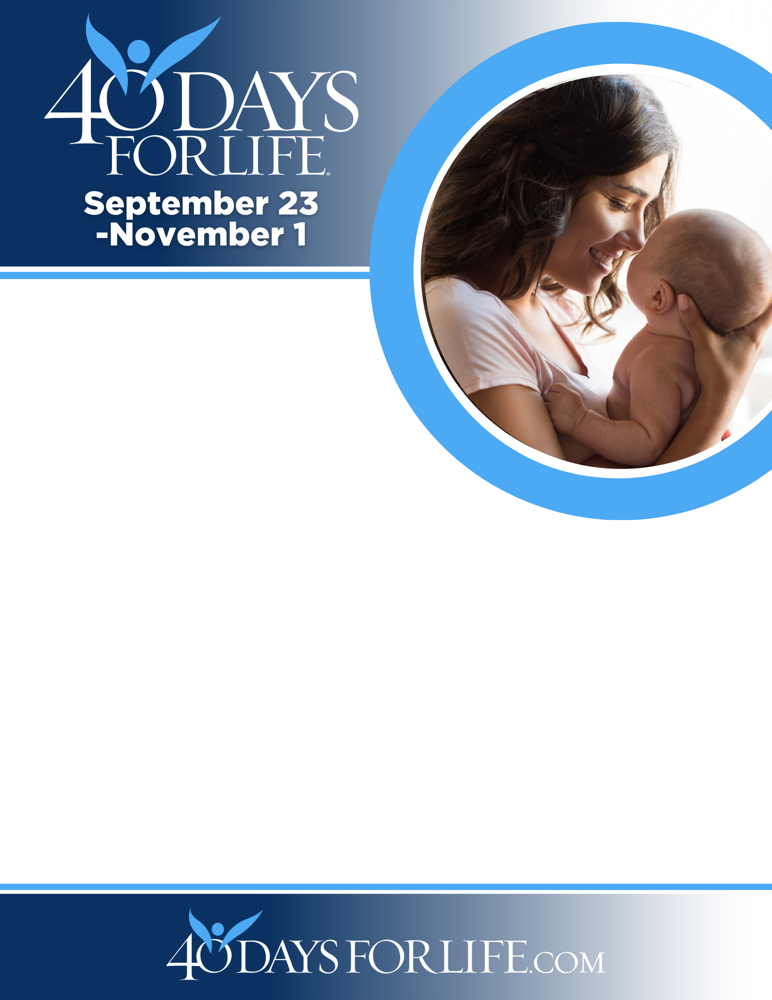 40 DAYS
FOR LIFE®
September 23
-November 1
40 DAYS FOR LIFE.COM